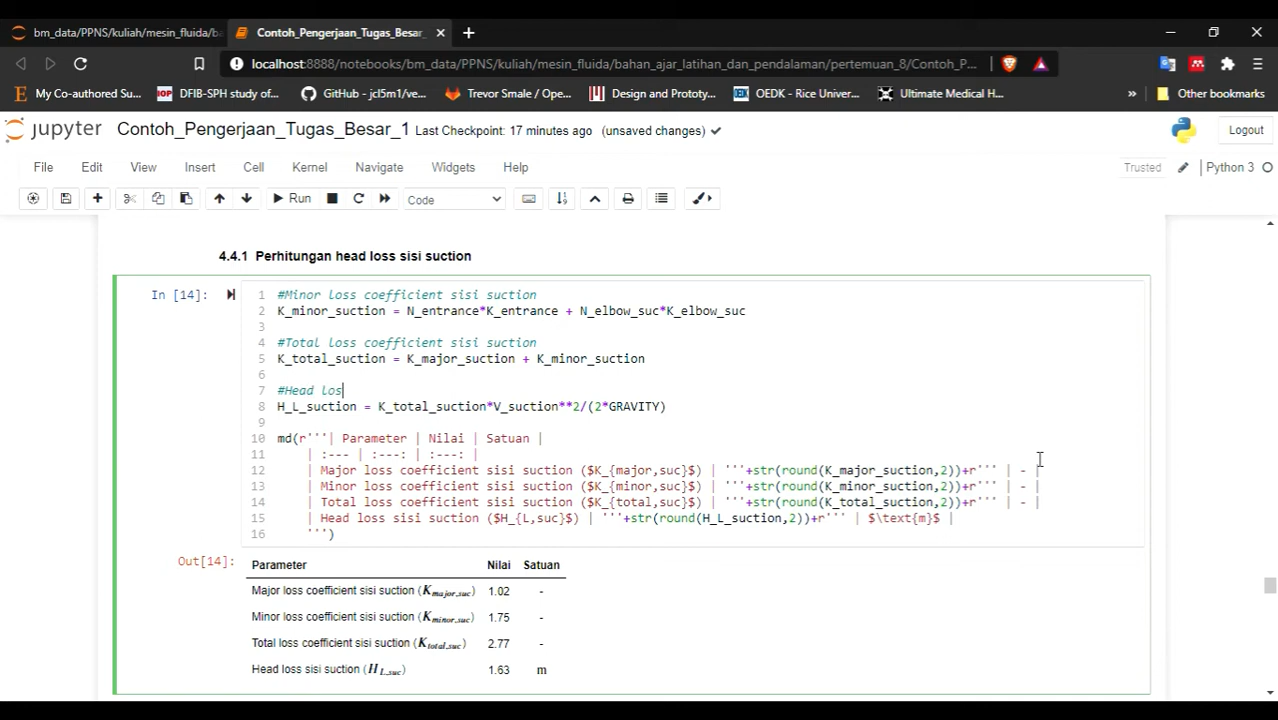 bm_data/PPNS/kuliah/mesin_fluida/ba
Contoh_Pengerjaan_Tugas_Besar_
localhost:8888/notebooks/bm_data/PPNS/kuliah/mesin_fluida/bahan_ajar_latihan_dan_pendalaman/pertemuan_8/Contoh_P...
My Co-authored Su...
IOP
DFIB-SPH study of...
GitHub - jcl5m1/ve...
Trevor Smale / Ope...
Design and Prototy...
OEDK - Rice Univer...
Ultimate Medical H...
»
Other bookmarks
jupyter
Contoh_Pengerjaan_Tugas_Besar_1 Last Checkpoint: 17 minutes ago (unsaved changes)
Logout
File Edit View Insert Cell Kernel Navigate Widgets Help
Trusted
Python 3
Run
Code
4.4.1 Perhitungan head loss sisi suction
In [14]:
1 #Minor loss coefficient sisi suction
2 K_minor_suction = N_entrance*K_entrance + N_elbow_suc*K_elbow_suc
3
4 #Total loss coefficient sisi suction
5 K_total_suction = K_major_suction + K_minor_suction
6
7 #Head los
8 H_L_suction = K_total_suction*V_suction**2/(2*GRAVITY)
9
10 md(r'''| Parameter | Nilai | Satuan |
11 | :--- | :---: | :---: |
12 | Major loss coefficient sisi suction ($K_{major,suc}$) | '''+str(round(K_major_suction,2))+r''' | - |
13 | Minor loss coefficient sisi suction ($K_{minor,suc}$) | '''+str(round(K_minor_suction,2))+r''' | - |
14 | Total loss coefficient sisi suction ($K_{total,suc}$) | '''+str(round(K_total_suction,2))+r''' | - |
15 | Head loss sisi suction ($H_{L,suc}$) | '''+str(round(H_L_suction,2))+r''' | $\text{m}$ |
16 ''')
Out[14]:
Parameter Nilai Satuan
Major loss coefficient sisi suction (K major,suc) 1.02 -
Minor loss coefficient sisi suction (K minor,suc) 1.75 -
Total loss coefficient sisi suction (K total,suc) 2.77 -
Head loss sisi suction (H L,suc) 1.63 m